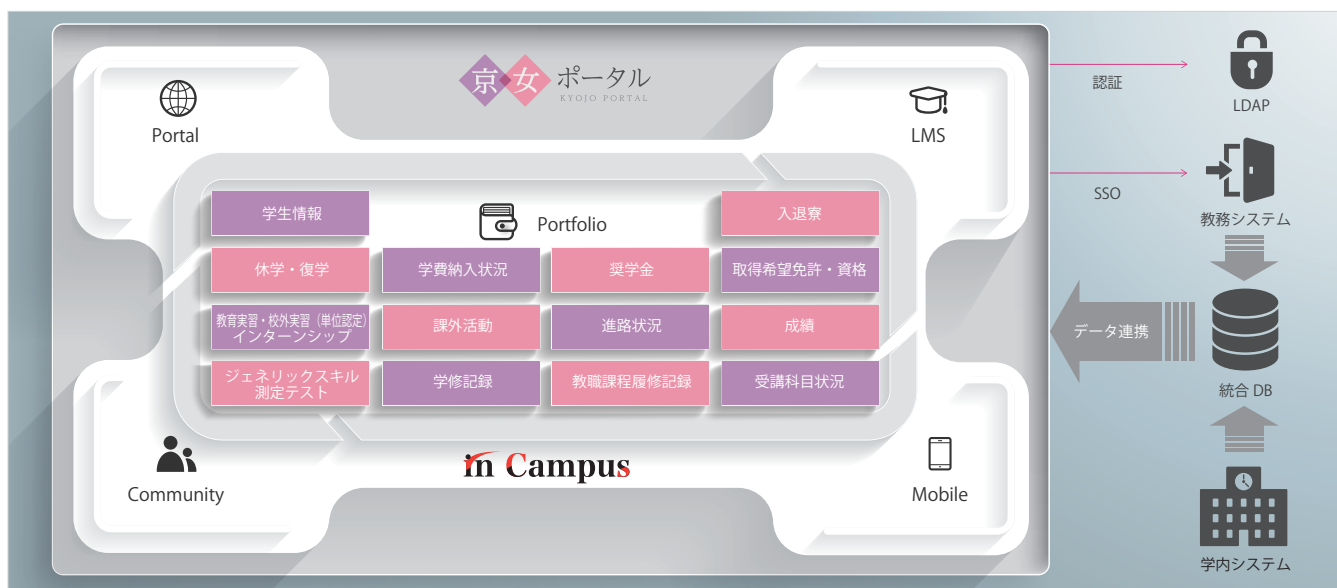 京女ポータル
KYOJO PORTAL
Portal
LMS
学生情報
Portfolio
入退寮
休学・復学
学費納入状況
奨学金
取得希望免許・資格
教育実習・校外実習（単位認定）
インターンシップ
課外活動
進路状況
成績
ジェネリックスキル
測定テスト
学修記録
教職課程履修記録
受講科目状況
in Campus
Community
Mobile
認証
LDAP
SSO
教務システム
データ連携
統合 DB
学内システム